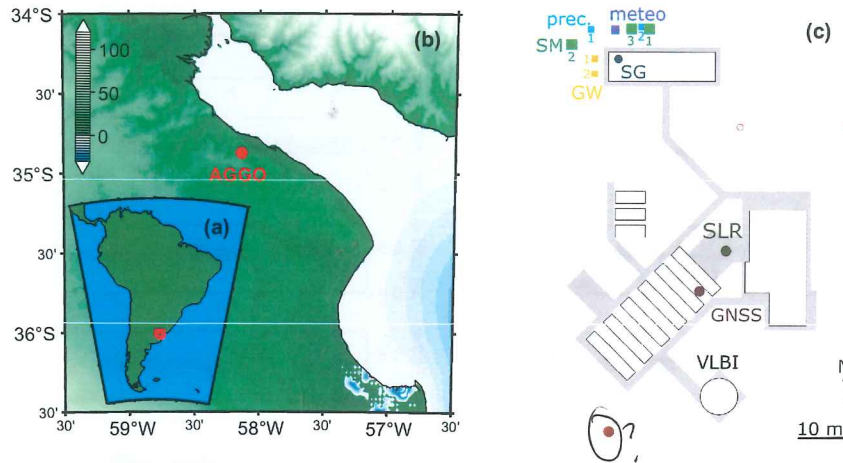 34°S
30'
35°S
30'
36°S
30'
30'
59°W
30'
58°W
30'
57°W
30'
100
50
0
(b)
AGGO
(a)
(c)
prec.
1
meteo
3
2
1
SM
2
1
2
GW
SG
SLR
GNSS
VLBI
N
?
10 m